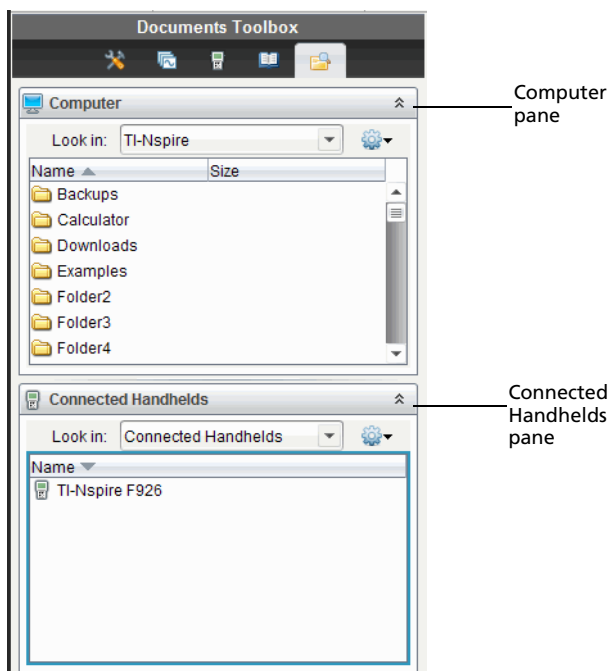 Documents Toolbox
Computer
Computer
pane
Look in: TI-Nspire
Name Size
Backups
Calculator
Downloads
Examples
Folder2
Folder3
Folder4
Connected Handhelds
Connected
Handhelds
pane
Look in: Connected Handhelds
Name
TI-Nspire F926